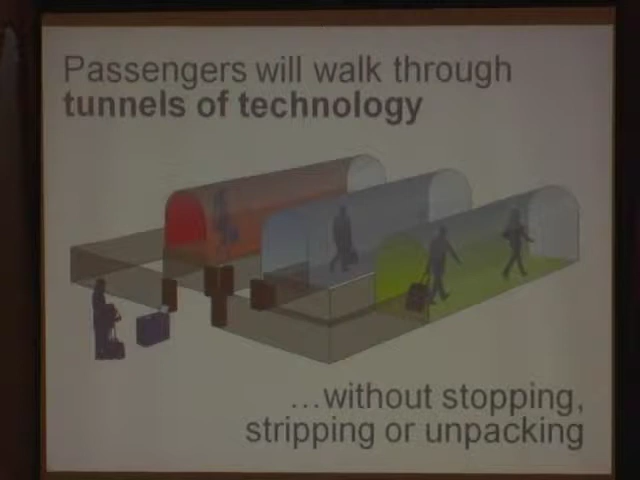 Passengers will walk through
tunnels of technology
...without stopping,
stripping or unpacking